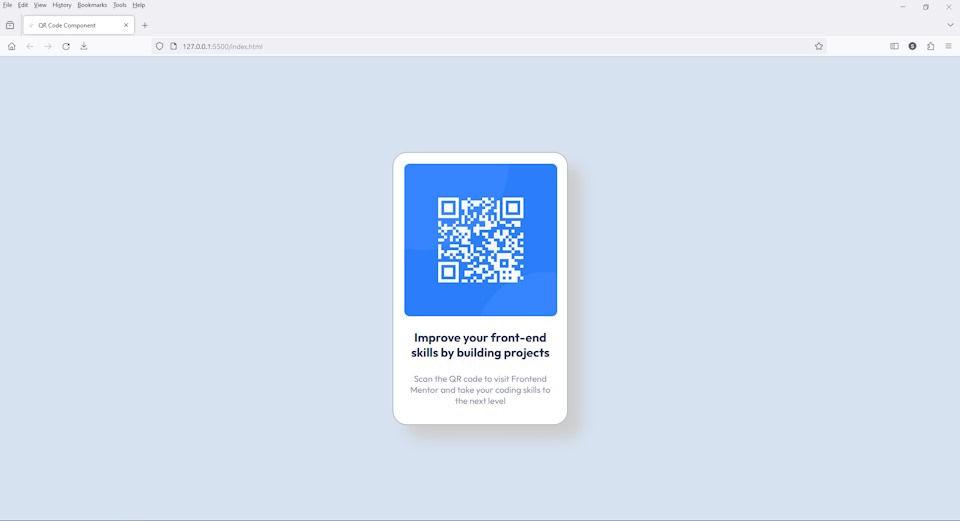 File Edit View History Bookmarks Tools Help
QR Code Component
127.0.0.1:5500/index.html
S
Improve your front-end
skills by building projects
Scan the QR code to visit Frontend
Mentor and take your coding skills to
the next level